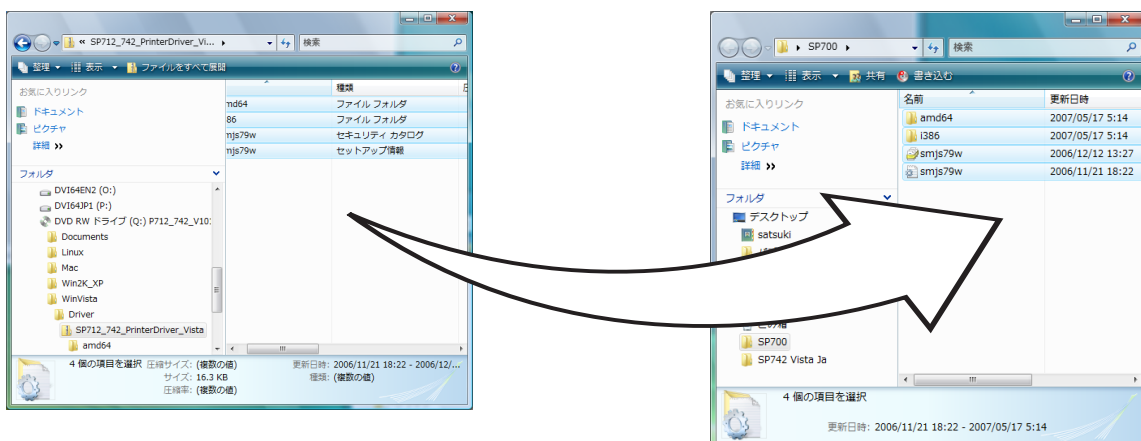 « SP712_742_PrinterDriver_Vi...
検索
整理 表示 ファイルをすべて展開
お気に入りリンク
ドキュメント
ピクチャ
詳細 »
フォルダ
DVI64EN2 (O:)
DVI64JP1 (P:)
DVD RW ドライブ (Q:) P712_742_V10
Documents
Linux
Mac
Win2K_XP
WinVista
Driver
SP712_742_PrinterDriver_Vista
amd64
種類
md64 ファイル フォルダ
86 ファイル フォルダ
mjs79w セキュリティ カタログ
mjs79w セットアップ情報
4 個の項目を選択 圧縮サイズ: (複数の値) 更新日時: 2006/11/21 18:22 - 2006/12/...
サイズ: 16.3 KB 種類: (複数の値)
圧縮率: (複数の値)
SP700
検索
整理 表示 共有 書き込む
お気に入りリンク
ドキュメント
ピクチャ
詳細 »
フォルダ
デスクトップ
satsuki
SP700
SP742 Vista Ja
名前 更新日時
amd64 2007/05/17 5:14
i386 2007/05/17 5:14
smjs79w 2006/12/12 13:27
smjs79w 2006/11/21 18:22
4 個の項目を選択
更新日時: 2006/11/21 18:22 - 2007/05/17 5:14